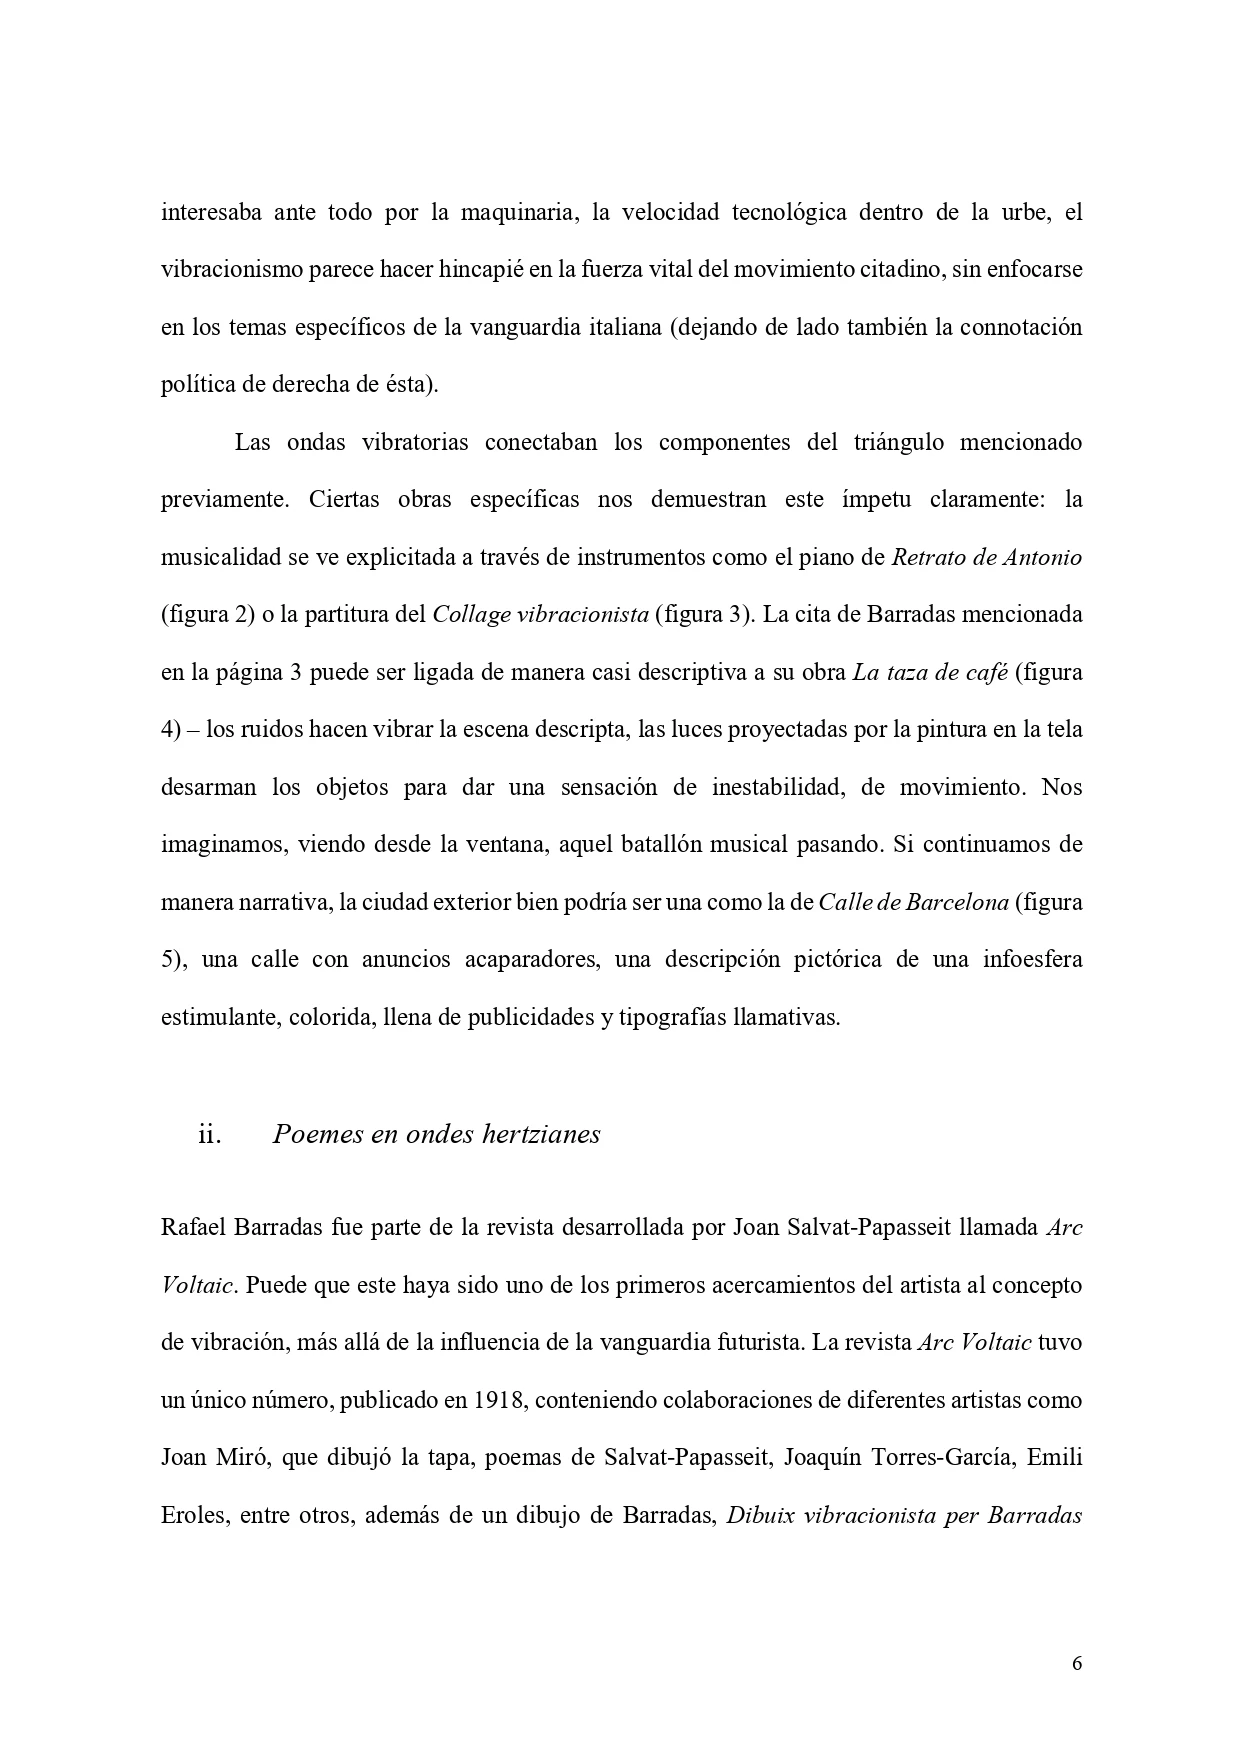 interesaba ante todo por la maquinaria, la velocidad tecnológica dentro de la urbe, el
vibracionismo parece hacer hincapié en la fuerza vital del movimiento citadino, sin enfocarse
en los temas específicos de la vanguardia italiana (dejando de lado también la connotación
política de derecha de ésta).
Las ondas vibratorias conectaban los componentes del triángulo mencionado
previamente. Ciertas obras específicas nos demuestran este ímpetu claramente: la
musicalidad se ve explicitada a través de instrumentos como el piano de Retrato de Antonio
(figura 2) o la partitura del Collage vibracionista (figura 3). La cita de Barradas mencionada
en la página 3 puede ser ligada de manera casi descriptiva a su obra La taza de café (figura
4) – los ruidos hacen vibrar la escena descripta, las luces proyectadas por la pintura en la tela
desarman los objetos para dar una sensación de inestabilidad, de movimiento. Nos
imaginamos, viendo desde la ventana, aquel batallón musical pasando. Si continuamos de
manera narrativa, la ciudad exterior bien podría ser una como la de Calle de Barcelona (figura
5), una calle con anuncios acaparadores, una descripción pictórica de una infoesfera
estimulante, colorida, llena de publicidades y tipografías llamativas.
ii. Poemes en ondes hertzianes
Rafael Barradas fue parte de la revista desarrollada por Joan Salvat-Papasseit llamada Arc
Voltaic. Puede que este haya sido uno de los primeros acercamientos del artista al concepto
de vibración, más allá de la influencia de la vanguardia futurista. La revista Arc Voltaic tuvo
un único número, publicado en 1918, conteniendo colaboraciones de diferentes artistas como
Joan Miró, que dibujó la tapa, poemas de Salvat-Papasseit, Joaquín Torres-García, Emili
Eroles, entre otros, además de un dibujo de Barradas, Dibuix vibracionista per Barradas
6